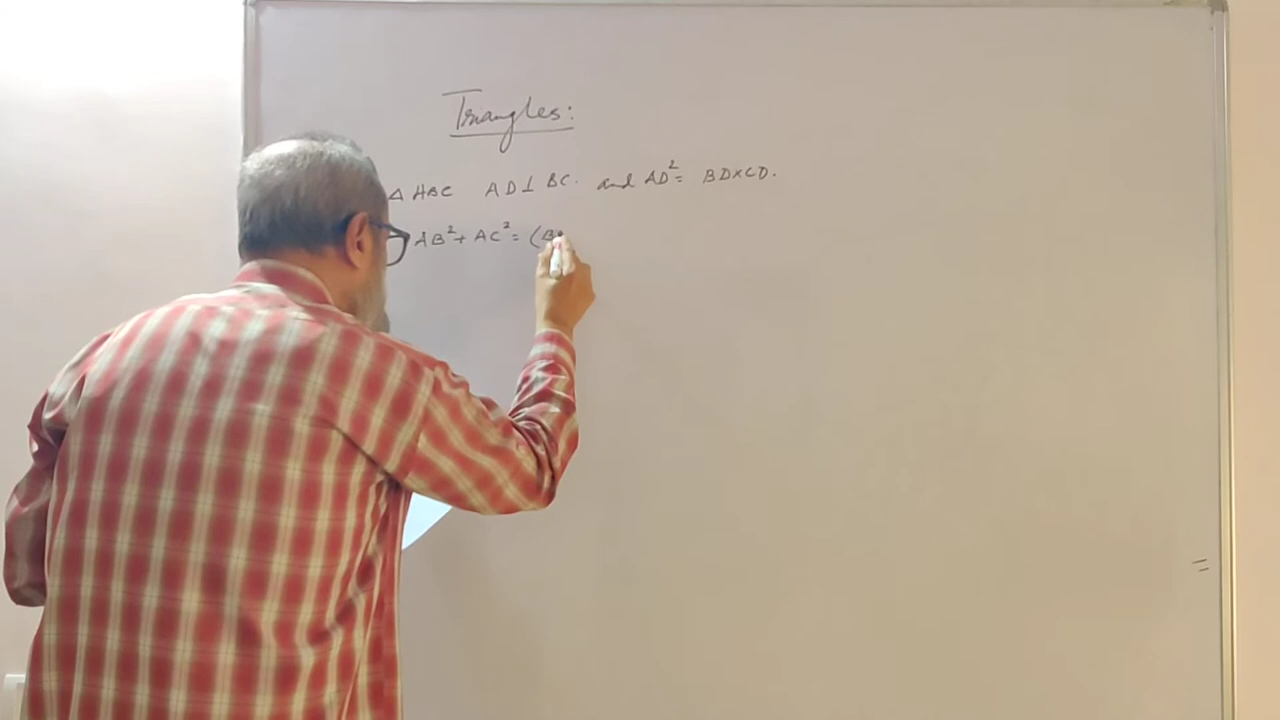 Triangles:
△ ABC AD⊥ BC. and AD²= BD×CD.
AB²+ AC²= (B
=